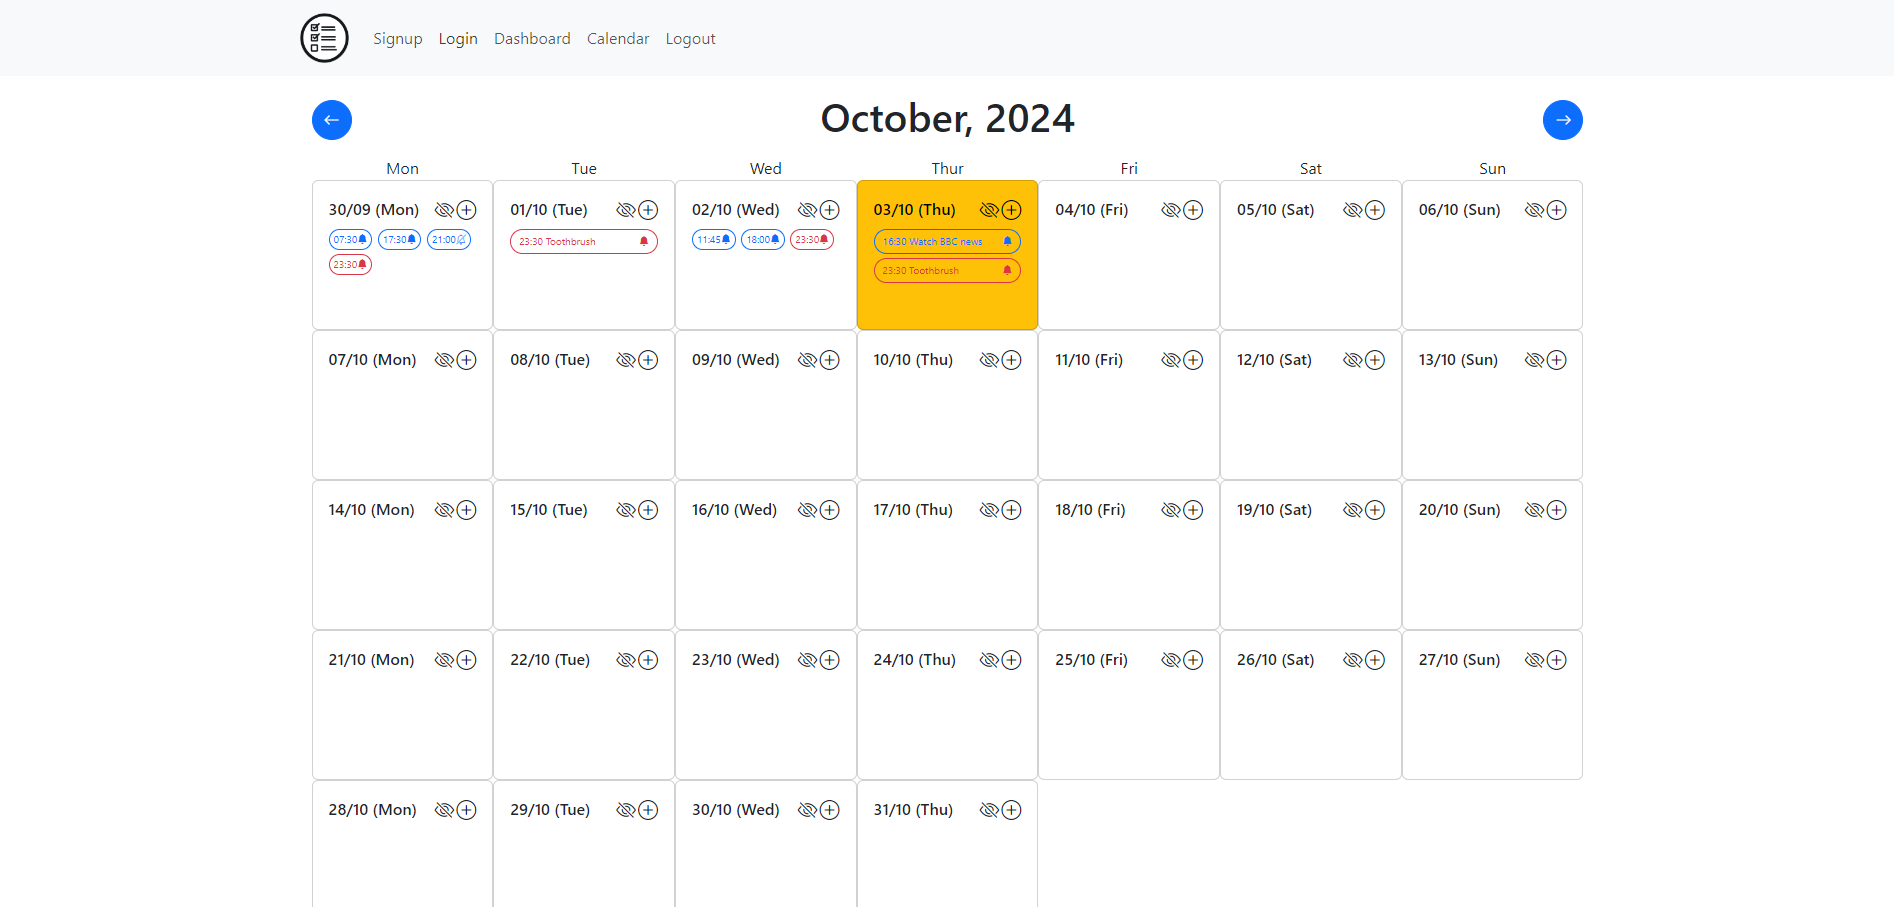 Signup Login Dashboard Calendar Logout
October, 2024
Mon Tue Wed Thur Fri Sat Sun
30/09 (Mon) 01/10 (Tue) 02/10 (Wed) 03/10 (Thu) 04/10 (Fri) 05/10 (Sat) 06/10 (Sun)
07:30 17:30 21:00 23:30 Toothbrush 11:45 18:00 23:30 16:30 Watch BBC news
23:30 23:30 Toothbrush
07/10 (Mon) 08/10 (Tue) 09/10 (Wed) 10/10 (Thu) 11/10 (Fri) 12/10 (Sat) 13/10 (Sun)
14/10 (Mon) 15/10 (Tue) 16/10 (Wed) 17/10 (Thu) 18/10 (Fri) 19/10 (Sat) 20/10 (Sun)
21/10 (Mon) 22/10 (Tue) 23/10 (Wed) 24/10 (Thu) 25/10 (Fri) 26/10 (Sat) 27/10 (Sun)
28/10 (Mon) 29/10 (Tue) 30/10 (Wed) 31/10 (Thu)